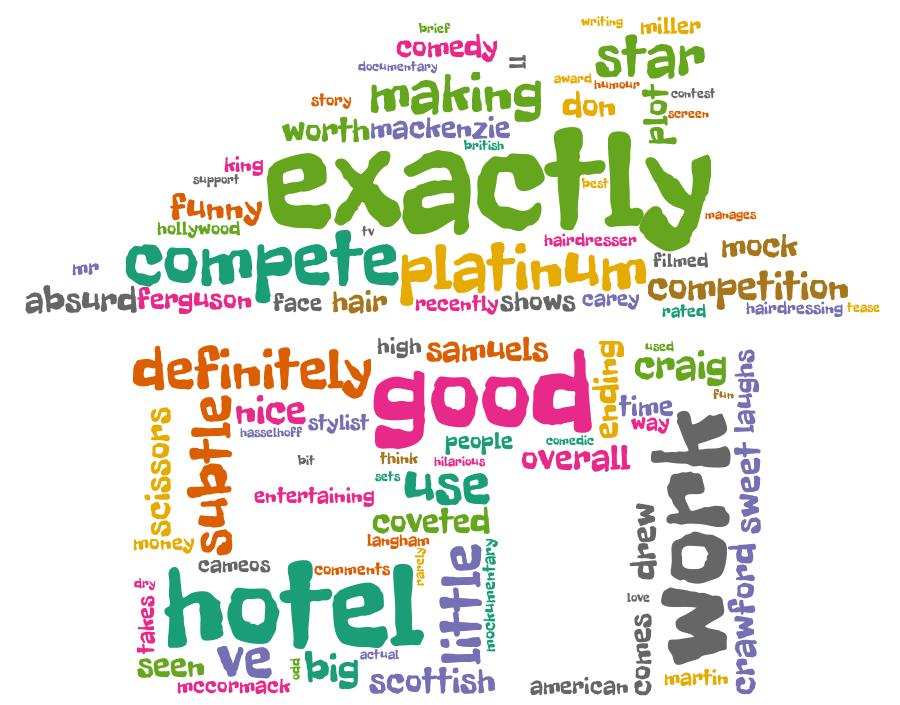 brief
writing
miller
comedy
11
star
documentary
award
humour
making
plot
contest
story
don
screen
worth
mackenzie
british
exactly
king
support
best
funny
manages
hollywood
tv
hairdresser
mock
compete
platinum
filmed
mr
competition
absurd
ferguson
face
hair
recently
shows
carey
rated
hairdressing
tease
high
samuels
ending
used
craig
definitely
good
laughs
fun
nice
time
subtle
scissors
hasselhoff
stylist
way
work
people
comedic
bit
think
hilarious
overall
sets
use
sweet
entertaining
coveted
drew
money
langham
rarely
cameos
comments
little
mockumentary
crawford
dry
hotel
love
takes
comes
seen
ve
odd
big
actual
scottish
martin
mccormack
american